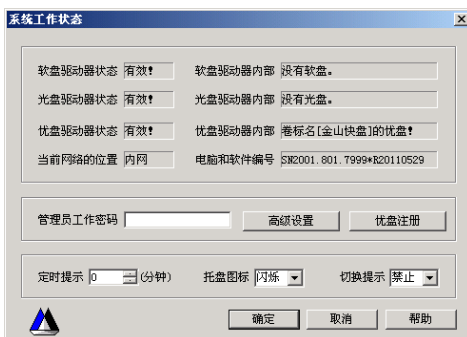 系统工作状态
软盘驱动器状态 有效! 软盘驱动器内部 没有软盘。
光盘驱动器状态 有效! 光盘驱动器内部 没有光盘。
优盘驱动器状态 有效! 优盘驱动器内部 卷标名[金山快盘]的优盘!
当前网络的位置 内网 电脑和软件编号 SN2001.801.7999*R20110529
管理员工作密码 高级设置 优盘注册
定时提示 0 (分钟) 托盘图标 闪烁 切换提示 禁止
确定 取消 帮助